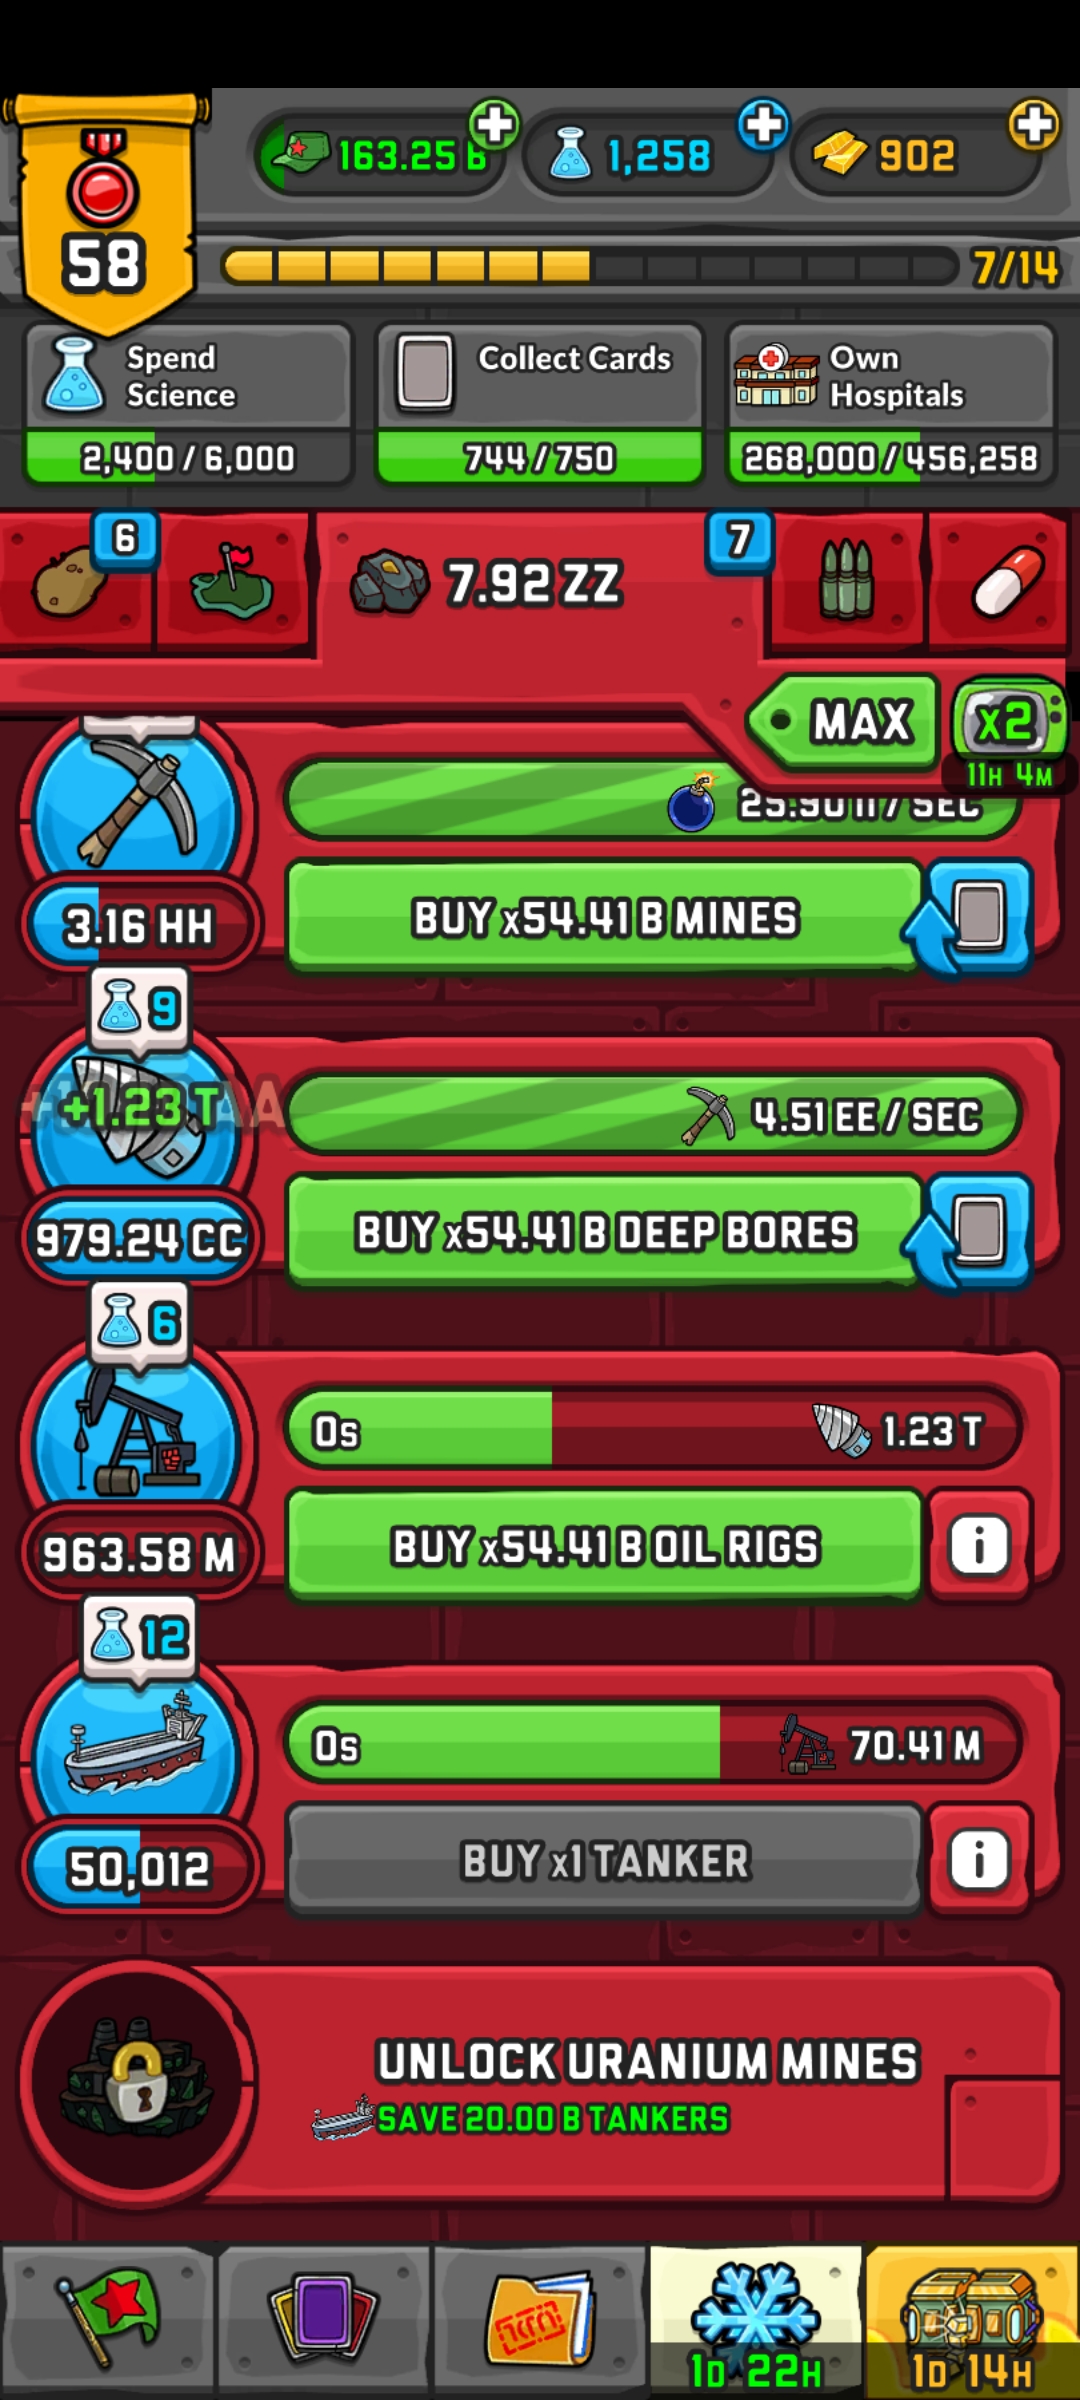 58
163.25 B
1,258
902
7/14
Spend
Science
2,400 / 6,000
Collect Cards
744 / 750
Own
Hospitals
268,000 / 456,258
6
7.92 ZZ
7
MAX
x2
11H 4M
3.16 HH
BUY x54.41 B MINES
9
+1.23 T
4.51 EE / SEC
979.24 CC
BUY x54.41 B DEEP BORES
6
0s
1.23 T
963.58 M
BUY x54.41 B OIL RIGS
i
12
0s
70.41 M
50,012
BUY x1 TANKER
i
UNLOCK URANIUM MINES
SAVE 20.00 B TANKERS
1D 22H
1D 14H